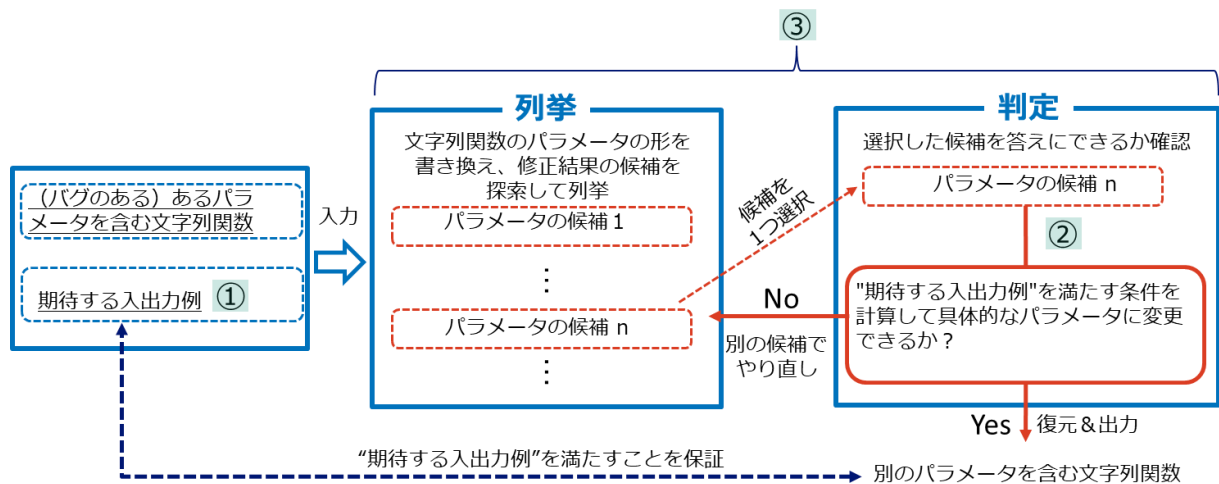 ③
列挙
文字列関数のパラメータの形を
書き換え、修正結果の候補を
探索して列挙
パラメータの候補 1
⋮
パラメータの候補 n
⋮
判定
選択した候補を答えにできるか確認
パラメータの候補 n
②
"期待する入出力例"を満たす条件を
計算して具体的なパラメータに変更
できるか？
（バグのある）あるパラ
メータを含む文字列関数
期待する入出力例 ①
入力
候補を
1つ選択
No
別の候補で
やり直し
Yes 復元＆出力
“期待する入出力例”を満たすことを保証
別のパラメータを含む文字列関数